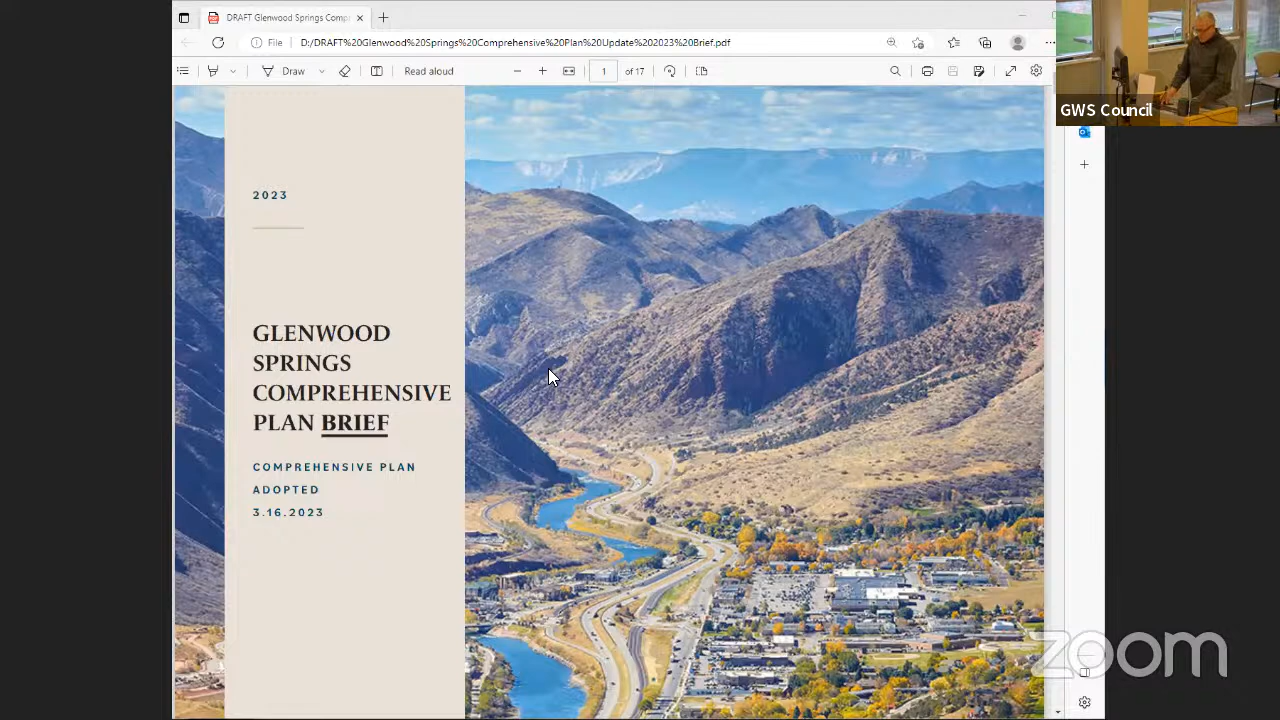 DRAFT Glenwood Springs Comp
File
D:/DRAFT%20Glenwood%20Springs%20Comprehensive%20Plan%20Update%202023%20Brief.pdf
Draw
Read aloud
1
of 17
GWS Council
2023
GLENWOOD
SPRINGS
COMPREHENSIVE
PLAN BRIEF
COMPREHENSIVE PLAN
ADOPTED
3.16.2023
zoom